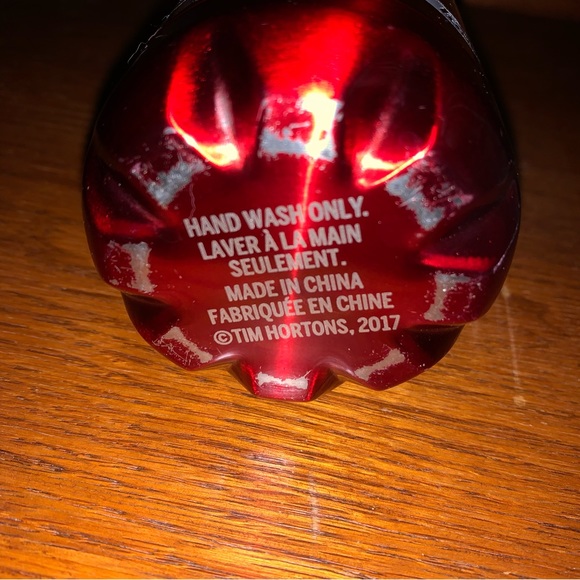 HAND WASH ONLY.
LAVER À LA MAIN
SEULEMENT.
MADE IN CHINA
FABRIQUÉE EN CHINE
©TIM HORTONS, 2017